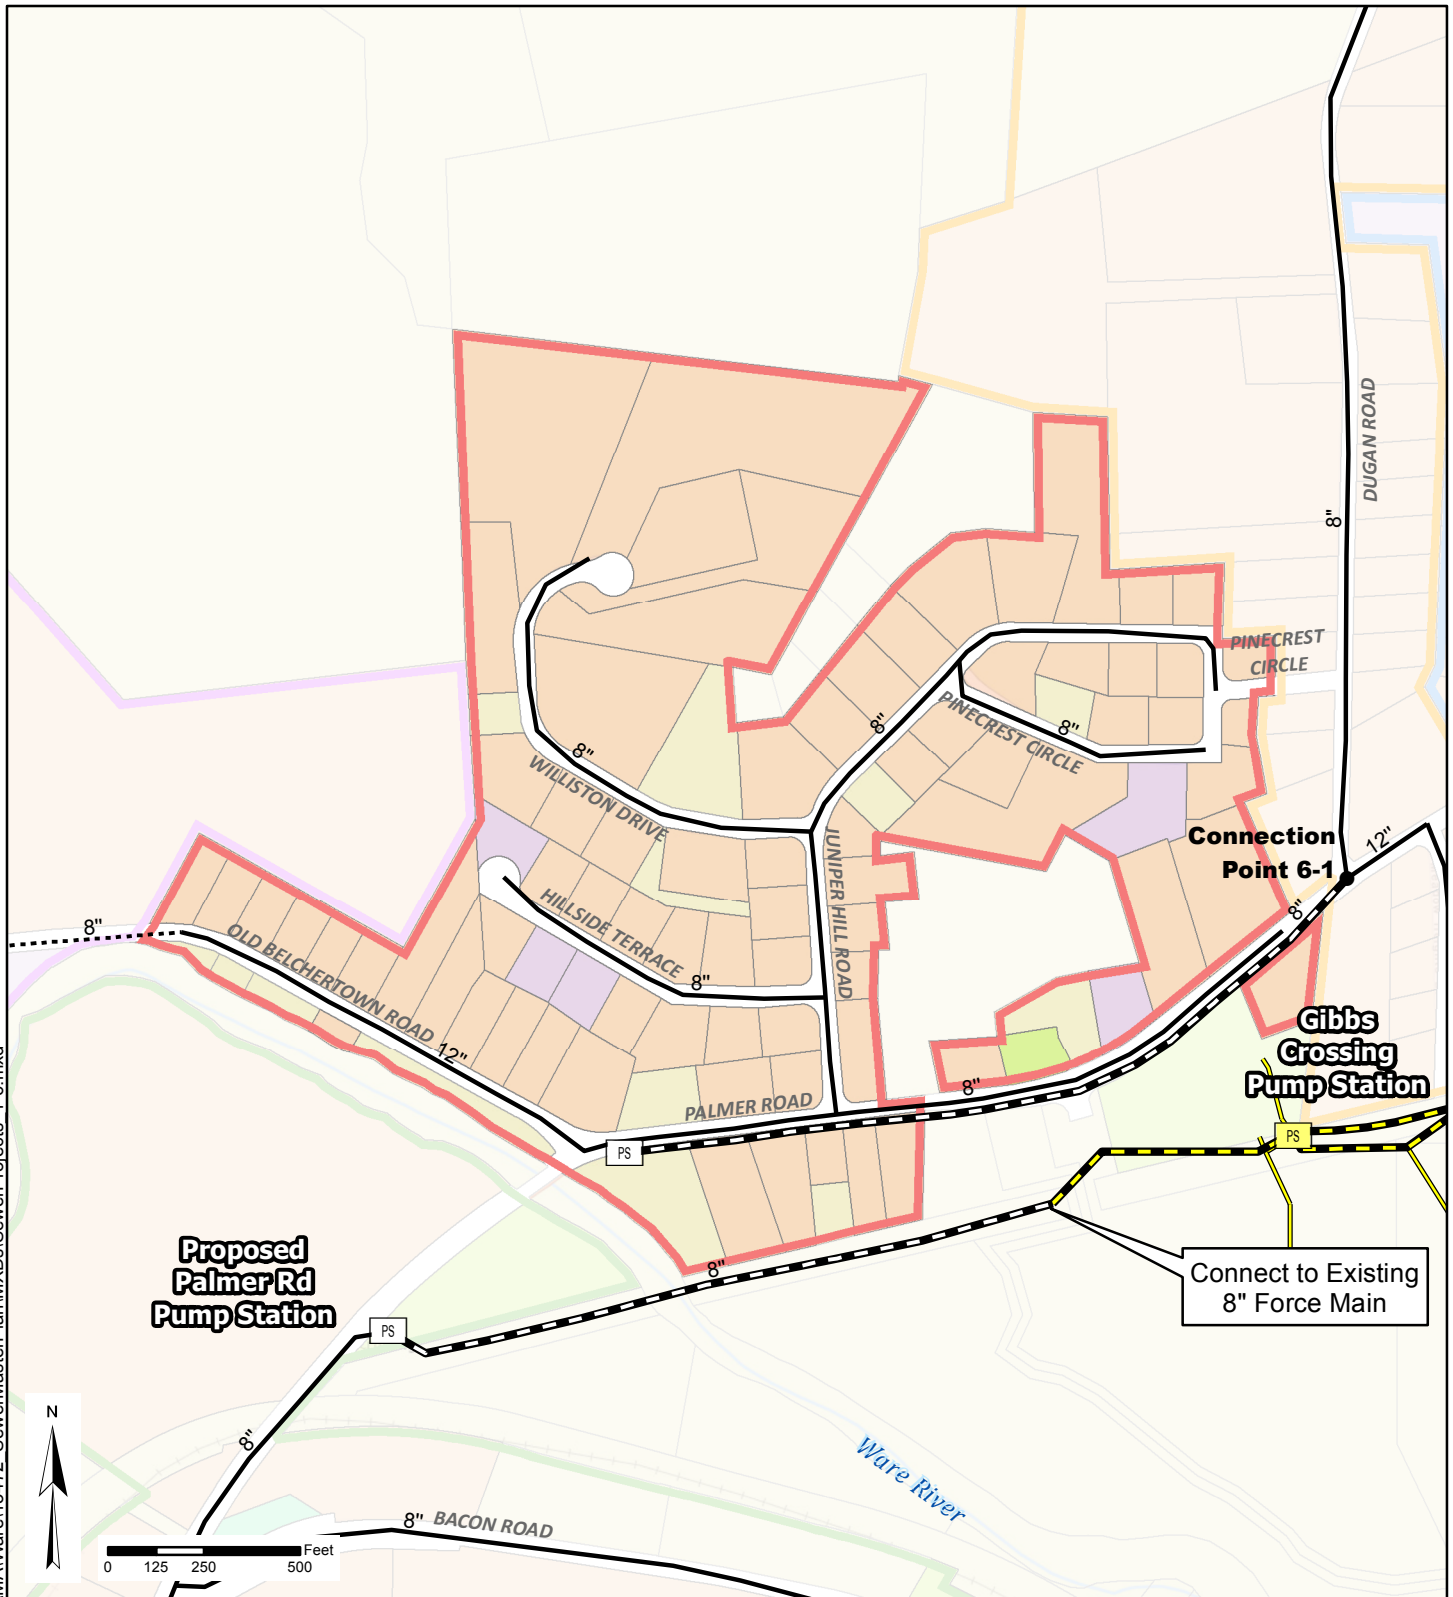 DUGAN ROAD
8"
PINECREST
CIRCLE
8"
PINECREST CIRCLE
8"
8"
WILLISTON DRIVE
JUNIPER HILL ROAD
Connection
Point 6-1
12"
8"
HILLSIDE TERRACE
8"
8"
OLD BELCHERTOWN ROAD
12"
Gibbs
Crossing
Pump Station
8"
PALMER ROAD
PS
PS
Proposed
Palmer Rd
Pump Station
8"
Connect to Existing
8" Force Main
PS
8"
N
Ware River
8"
BACON ROAD
Feet
0 125 250 500